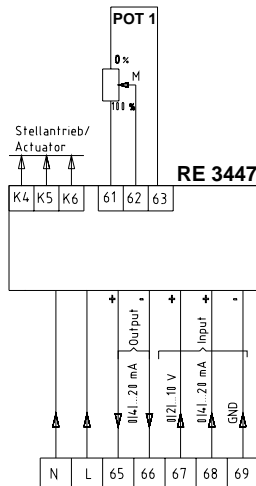 POT 1
0%
M
100%
Stellantrieb/
Actuator
RE 3447
K4 K5 K6 61 62 63
+ - + + -
0(4)...20 mA Output
0(2)...10 V
0(4)...20 mA Input
GND
N L 65 66 67 68 69